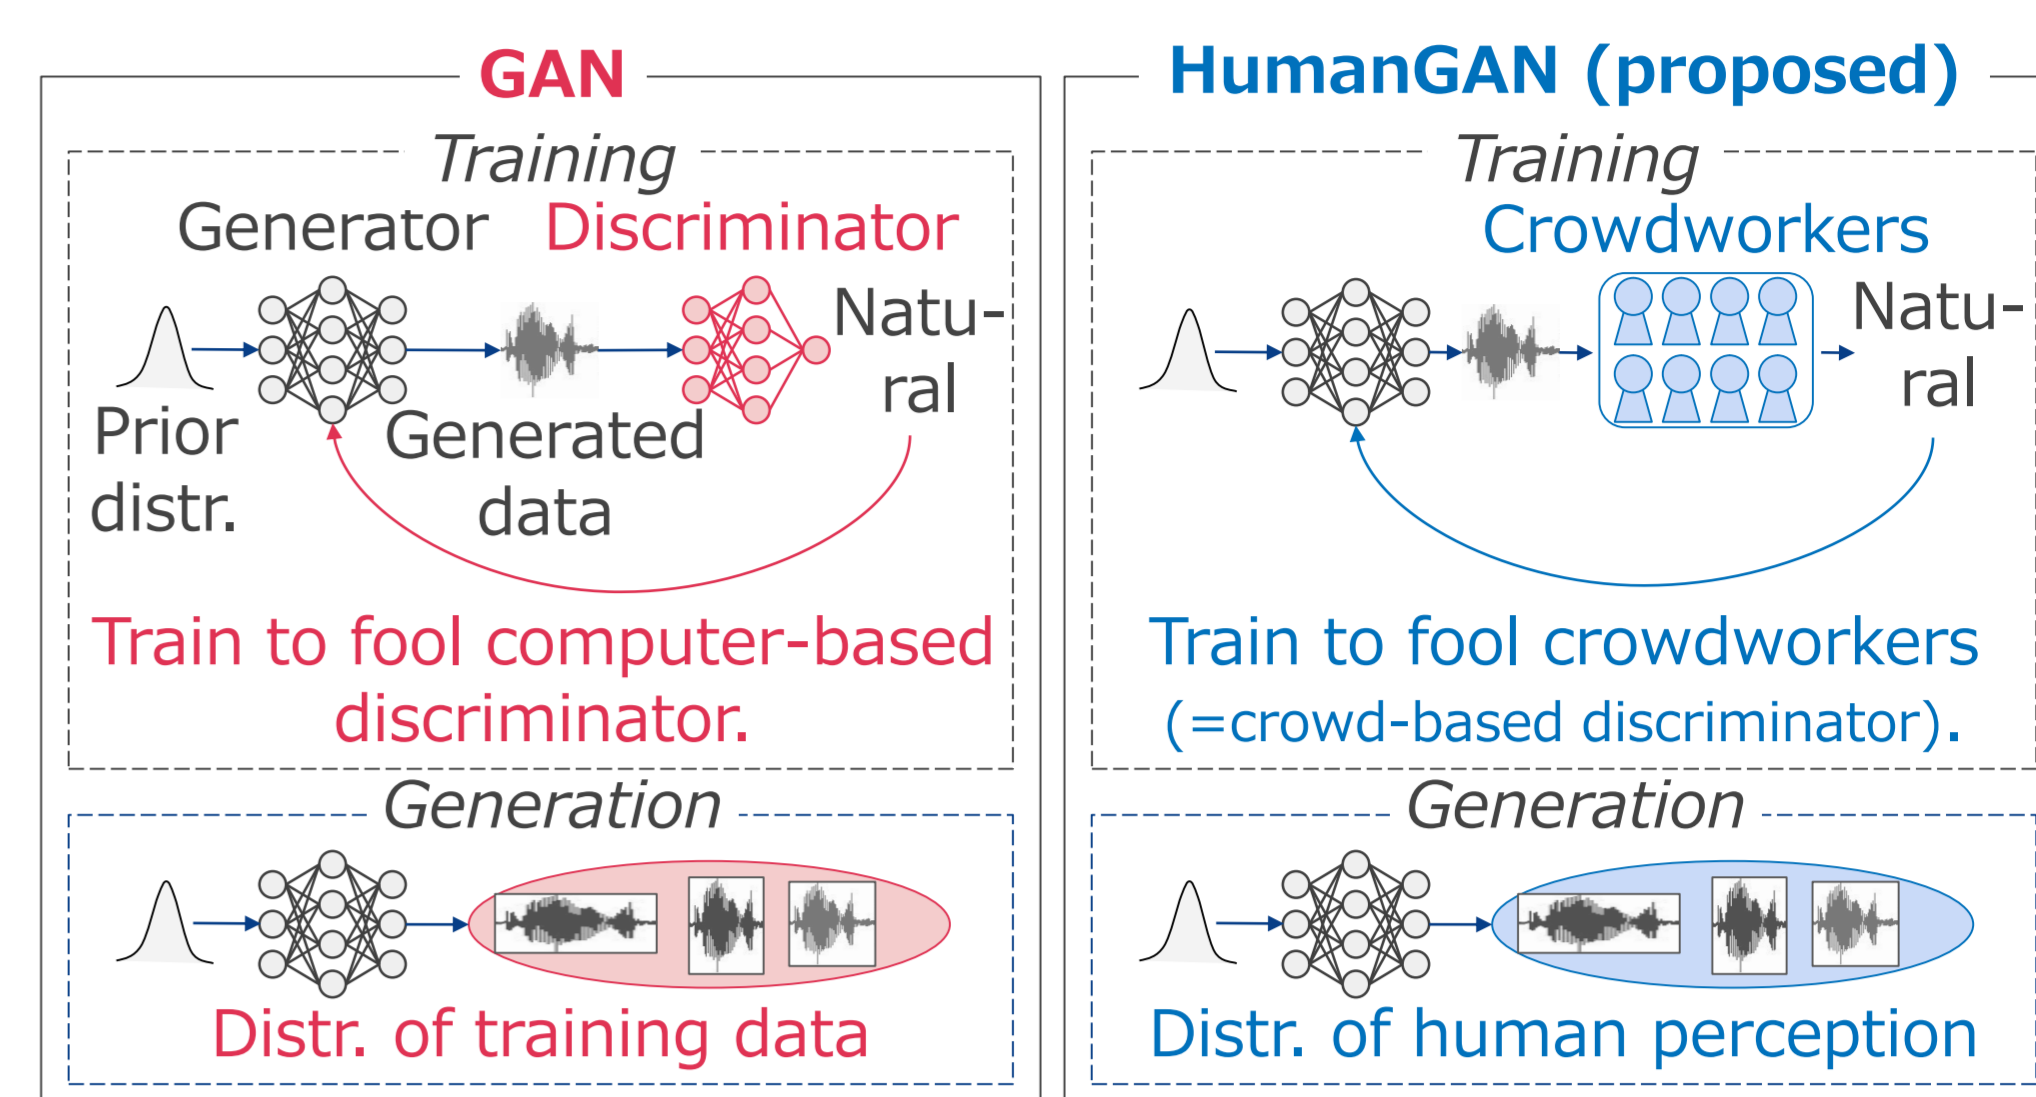 GAN
Training
Generator
Discriminator
Natu-
ral
Prior
distr.
Generated
data
Train to fool computer-based
discriminator.
Generation
Distr. of training data
HumanGAN (proposed)
Training
Crowdworkers
Natu-
ral
Train to fool crowdworkers
(=crowd-based discriminator).
Generation
Distr. of human perception